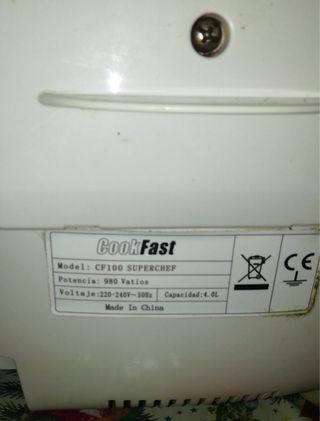 CookFast
Model: CF100 SUPERCHEF
Potencia: 980 Vatios
Voltaje:220-240V~50Hz Capacidad:4.0L
Made In China
CE